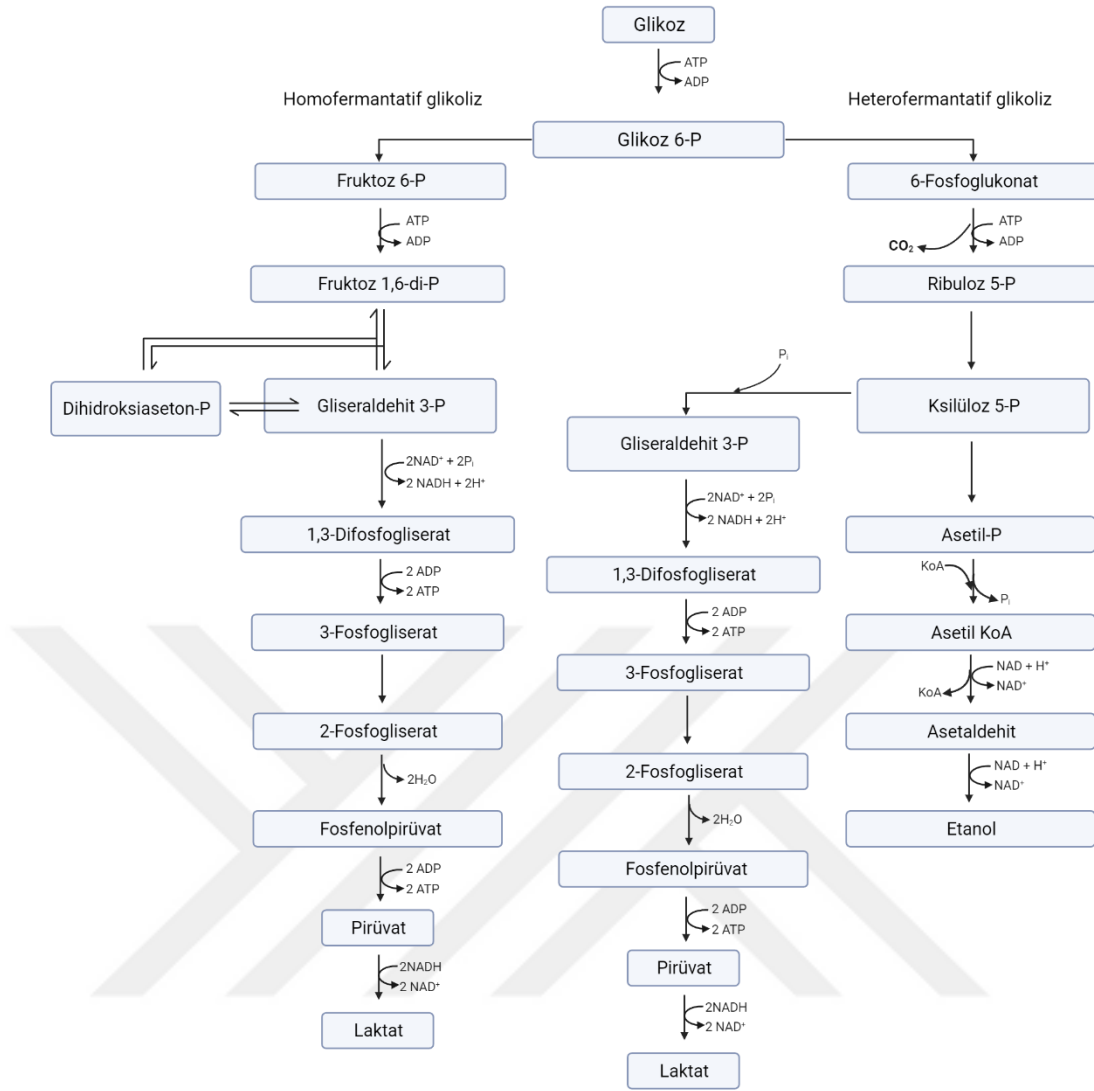 Glikoz
ATP
ADP
Homofermantatif glikoliz
Heterofermantatif glikoliz
Glikoz 6-P
Fruktoz 6-P
ATP
ADP
Fruktoz 1,6-di-P
Dihidroksiaseton-P
Gliseraldehit 3-P
2NAD⁺ + 2Pᵢ
2 NADH + 2H⁺
1,3-Difosfogliserat
2 ADP
2 ATP
3-Fosfogliserat
2-Fosfogliserat
2H₂O
Fosfenolpirüvat
2 ADP
2 ATP
Pirüvat
2NADH
2 NAD⁺
Laktat
6-Fosfoglukonat
ATP
ADP
CO₂
Ribuloz 5-P
Ksilüloz 5-P
Pᵢ
Gliseraldehit 3-P
2NAD⁺ + 2Pᵢ
2 NADH + 2H⁺
1,3-Difosfogliserat
2 ADP
2 ATP
3-Fosfogliserat
2-Fosfogliserat
2H₂O
Fosfenolpirüvat
2 ADP
2 ATP
Pirüvat
2NADH
2 NAD⁺
Laktat
Asetil-P
KoA
Pᵢ
Asetil KoA
NAD + H⁺
NAD⁺
KoA
Asetaldehit
NAD + H⁺
NAD⁺
Etanol